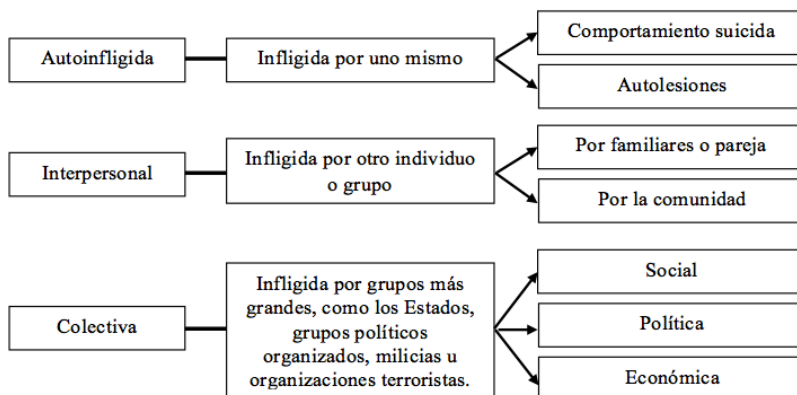 Autoinfligida
Infligida por uno mismo
Comportamiento suicida
Autolesiones
Interpersonal
Infligida por otro individuo
o grupo
Por familiares o pareja
Por la comunidad
Colectiva
Infligida por grupos más
grandes, como los Estados,
grupos políticos
organizados, milicias u
organizaciones terroristas.
Social
Política
Económica